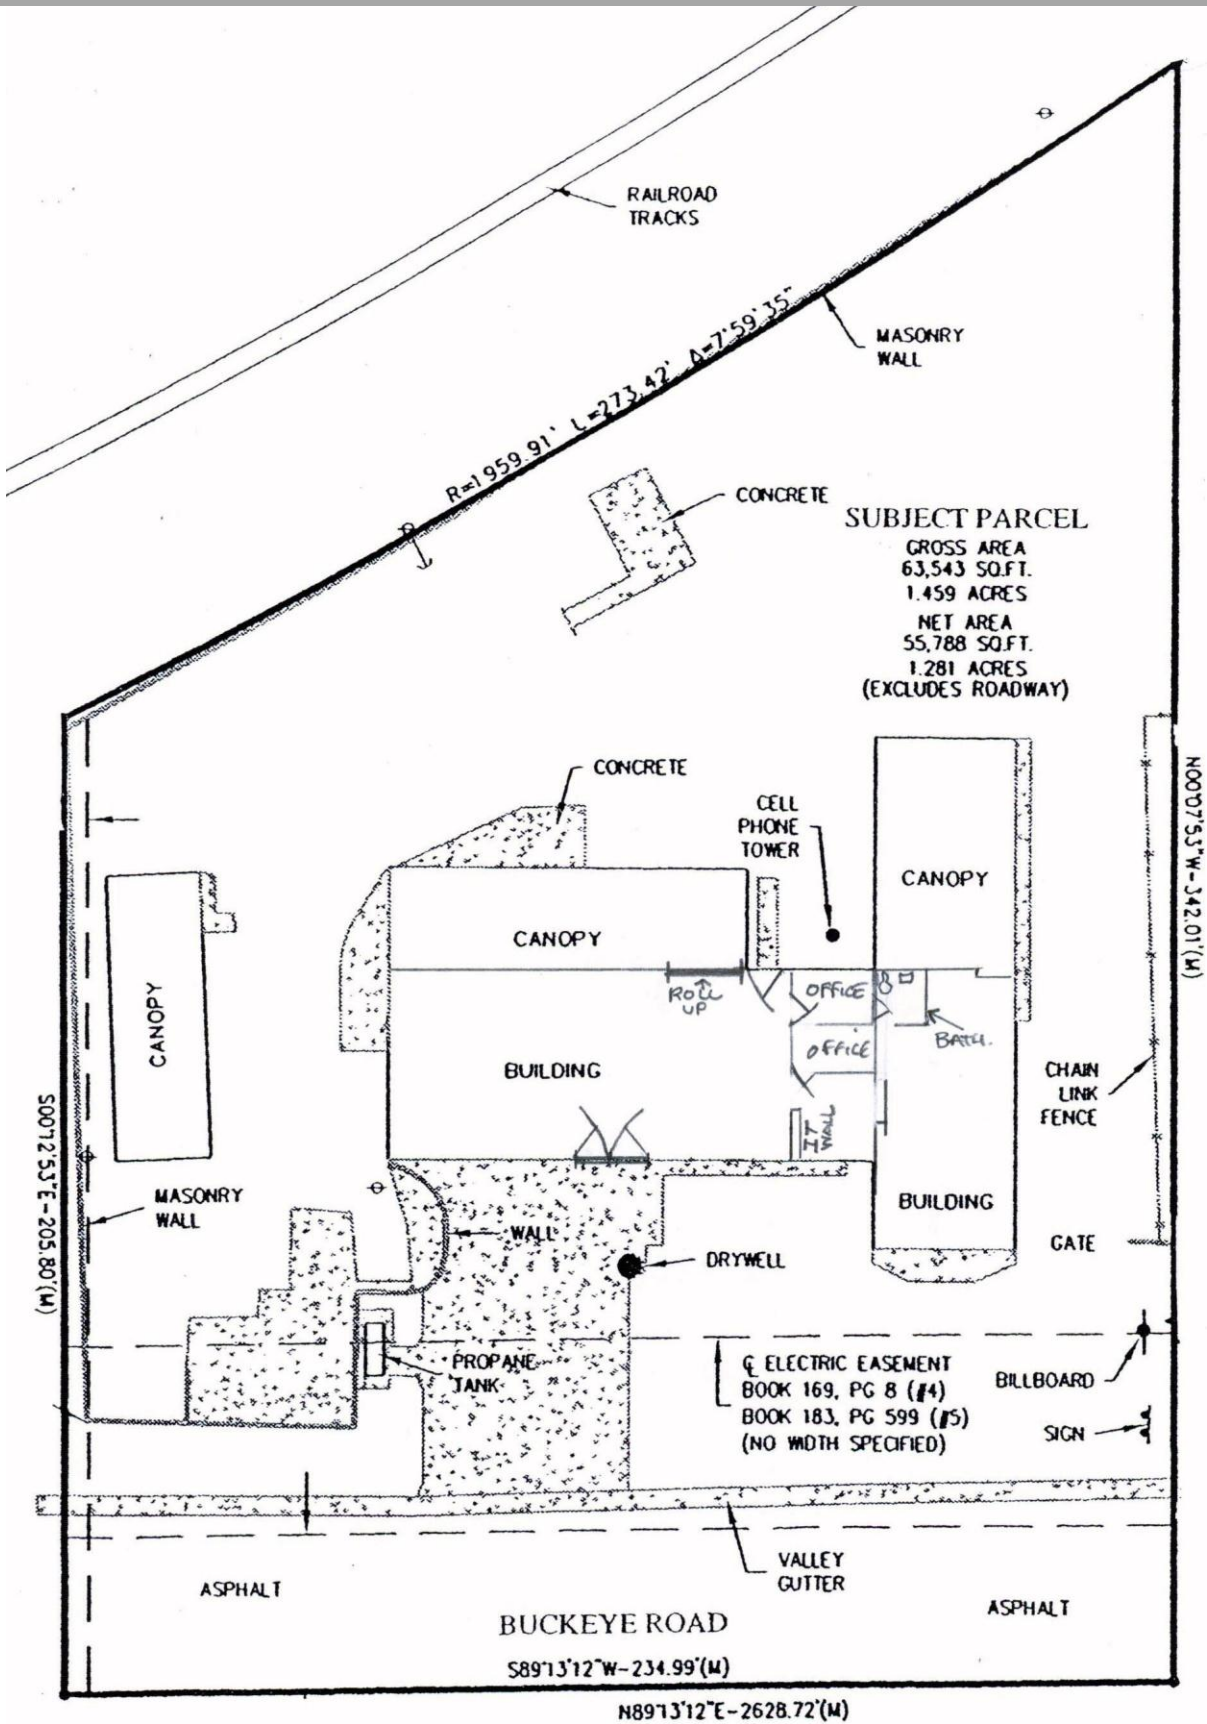 RAILROAD
TRACKS
R=1959.91' L=273.42' Δ=7°59'35"
MASONRY
WALL
CONCRETE
SUBJECT PARCEL
GROSS AREA
63,543 SQ.FT.
1.459 ACRES
NET AREA
55,788 SQ.FT.
1.281 ACRES
(EXCLUDES ROADWAY)
CONCRETE
CELL
PHONE
TOWER
N00°07'53"W-342.01'(M)
CANOPY
CANOPY
CANOPY
ROLL
UP
OFFICE
OFFICE
BATH.
BUILDING
CHAIN
LINK
FENCE
IT
WALL
S00°12'53"E-205.80'(M)
MASONRY
WALL
WALL
BUILDING
GATE
DRYWELL
PROPANE
TANK
℄ ELECTRIC EASEMENT
BOOK 169, PG 8 (#4)
BOOK 183, PG 599 (#5)
(NO WIDTH SPECIFIED)
BILLBOARD
SIGN
VALLEY
GUTTER
ASPHALT
ASPHALT
BUCKEYE ROAD
S89°13'12"W-234.99'(M)
N89°13'12"E-2628.72'(M)